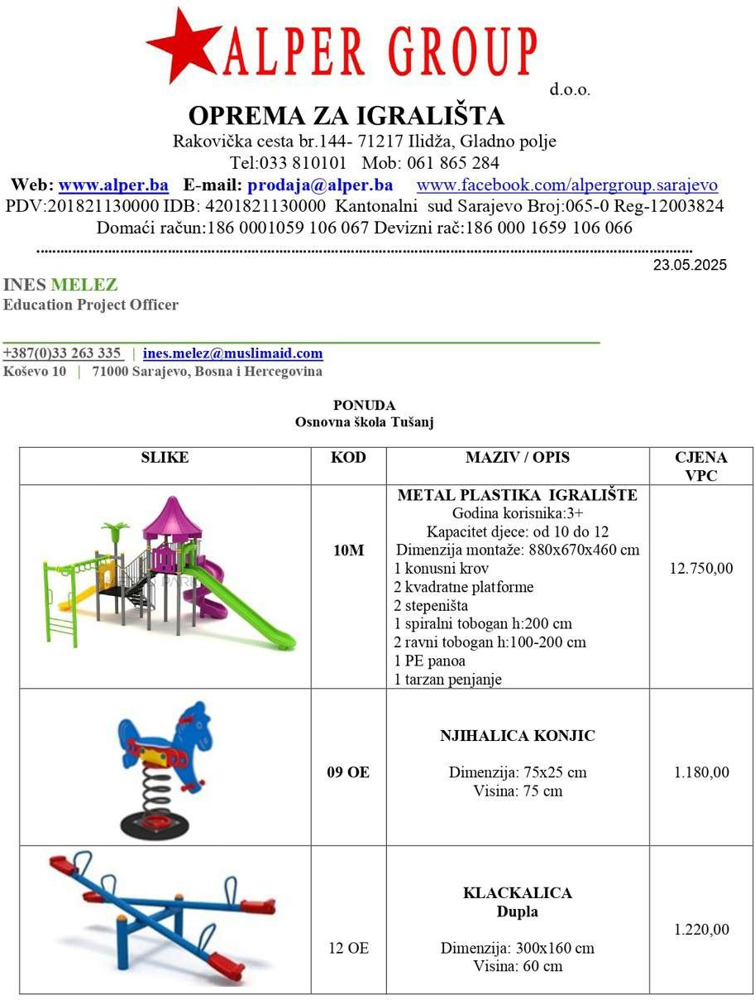 ALPER GROUP
d.o.o.
OPREMA ZA IGRALIŠTA
Rakovička cesta br.144- 71217 Ilidža, Gladno polje
Tel:033 810101 Mob: 061 865 284
Web: www.alper.ba E-mail: prodaja@alper.ba www.facebook.com/alpergroup.sarajevo
PDV:201821130000 IDB: 4201821130000 Kantonalni sud Sarajevo Broj:065-0 Reg-12003824
Domaći račun:186 0001059 106 067 Devizni rač:186 000 1659 106 066
23.05.2025
INES MELEZ
Education Project Officer
+387(0)33 263 335 | ines.melez@muslimaid.com
Koševo 10 | 71000 Sarajevo, Bosna i Hercegovina
PONUDA
Osnovna škola Tušanj
SLIKE KOD MAZIV / OPIS CJENA
VPC
METAL PLASTIKA IGRALIŠTE
Godina korisnika:3+
Kapacitet djece: od 10 do 12
10M Dimenzija montaže: 880x670x460 cm
1 konusni krov 12.750,00
2 kvadratne platforme
2 stepeništa
1 spiralni tobogan h:200 cm
2 ravni tobogan h:100-200 cm
1 PE panoa
1 tarzan penjanje
NJIHALICA KONJIC
09 OE Dimenzija: 75x25 cm 1.180,00
Visina: 75 cm
KLACKALICA
Dupla
1.220,00
12 OE Dimenzija: 300x160 cm
Visina: 60 cm